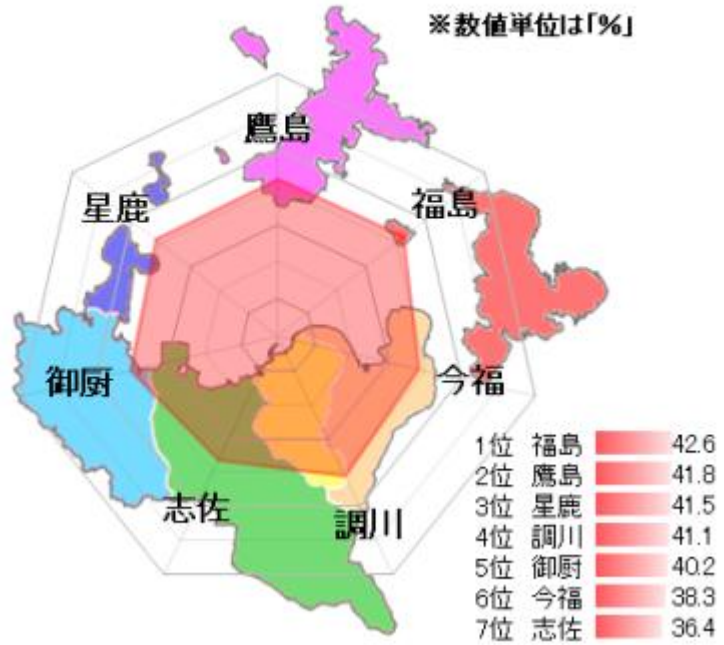 ※数値単位は「%」
鷹島
福島
星鹿
御厨
今福
志佐
調川
1位 福島 42.6
2位 鷹島 41.8
3位 星鹿 41.5
4位 調川 41.1
5位 御厨 40.2
6位 今福 38.3
7位 志佐 36.4